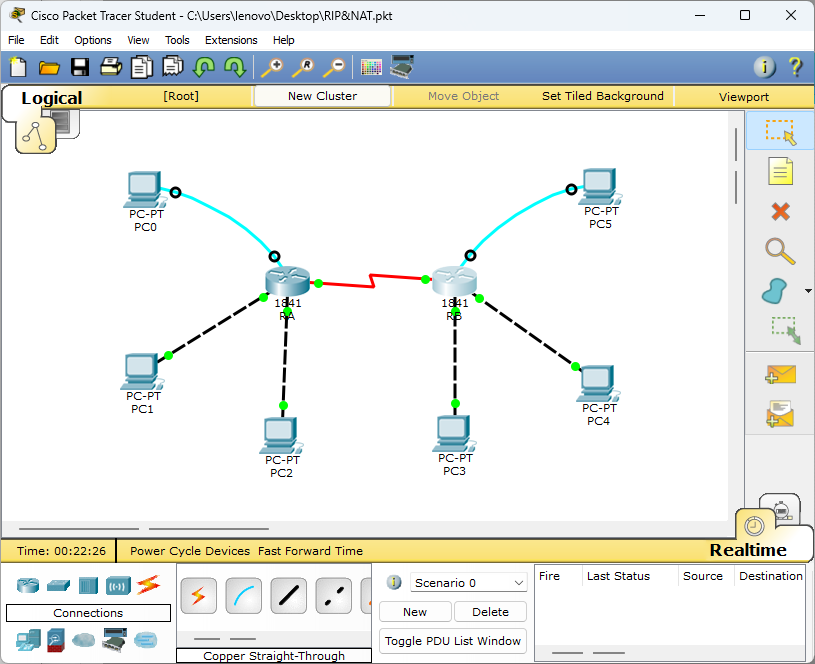 Cisco Packet Tracer Student - C:\Users\lenovo\Desktop\RIP&NAT.pkt
File Edit Options View Tools Extensions Help
Logical [Root] New Cluster Move Object Set Tiled Background Viewport
PC-PT
PC0
PC-PT
PC5
1841
RA
1841
RB
PC-PT
PC1
PC-PT
PC2
PC-PT
PC3
PC-PT
PC4
Time: 00:22:26 Power Cycle Devices Fast Forward Time Realtime
Connections
Copper Straight-Through
Scenario 0
New Delete
Toggle PDU List Window
Fire Last Status Source Destination